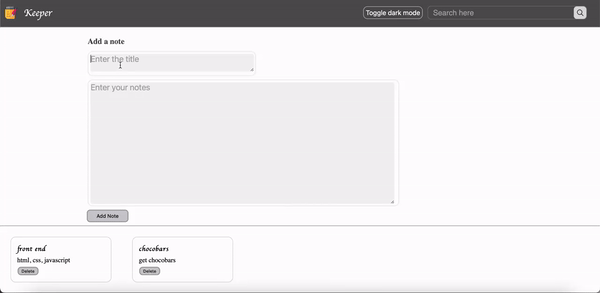 Keeper
Toggle dark mode
Search here
Add a note
Enter the title
Enter your notes
Add Note
front end
html, css, javascript
Delete
chocobars
get chocobars
Delete